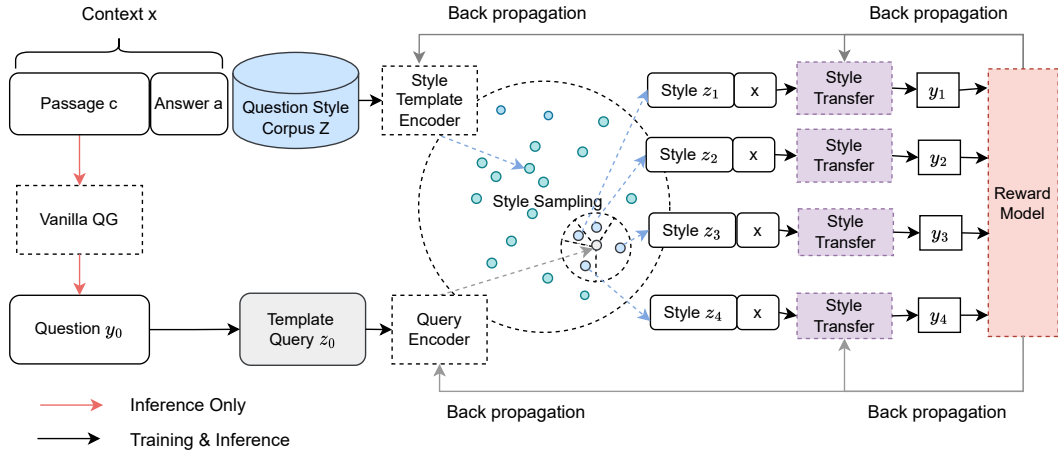 Context x
Back propagation
Back propagation
Passage c
Answer a
Question Style
Corpus Z
Style
Template
Encoder
Style z₁
x
Style
Transfer
y₁
Style z₂
x
Style
Transfer
y₂
Reward
Model
Vanilla QG
Style Sampling
Style z₃
x
Style
Transfer
y₃
Question y₀
Template
Query z₀
Query
Encoder
Style z₄
x
Style
Transfer
y₄
Back propagation
Back propagation
Inference Only
Training & Inference